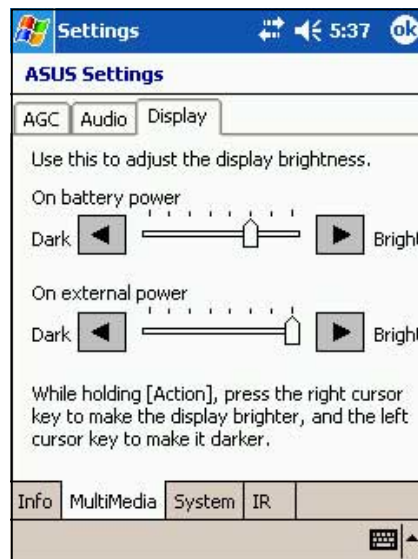 Settings 5:37 ok
ASUS Settings
AGC Audio Display
Use this to adjust the display brightness.
On battery power
Dark Bright
On external power
Dark Bright
While holding [Action], press the right cursor
key to make the display brighter, and the left
cursor key to make it darker.
Info MultiMedia System IR